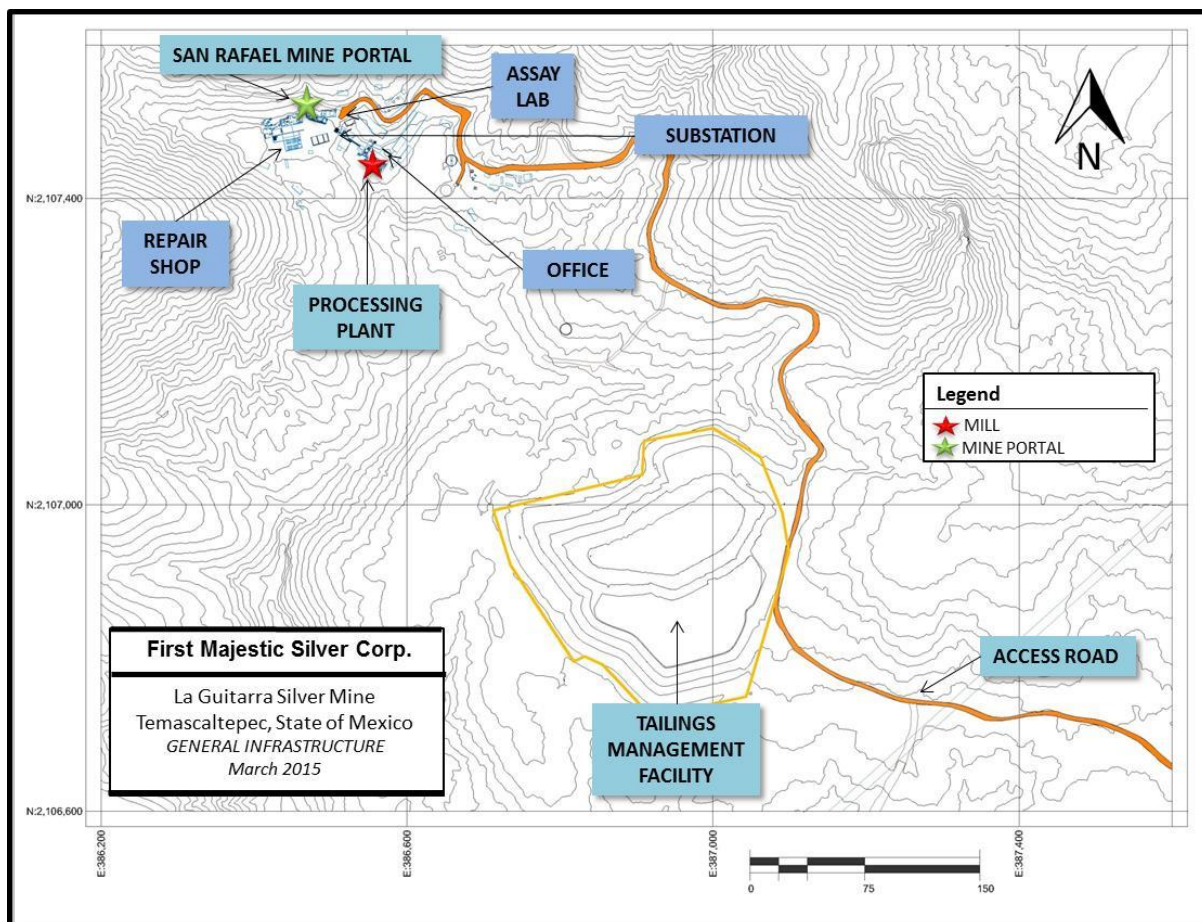 SAN RAFAEL MINE PORTAL
ASSAY
LAB
SUBSTATION
N
N:2,107,400
REPAIR
SHOP
OFFICE
PROCESSING
PLANT
Legend
MILL
MINE PORTAL
N:2,107,000
First Majestic Silver Corp.
La Guitarra Silver Mine
Temascaltepec, State of Mexico
GENERAL INFRASTRUCTURE
March 2015
ACCESS ROAD
TAILINGS
MANAGEMENT
FACILITY
N:2,106,600
E:386,200
E:386,600
E:387,000
E:387,400
0 75 150